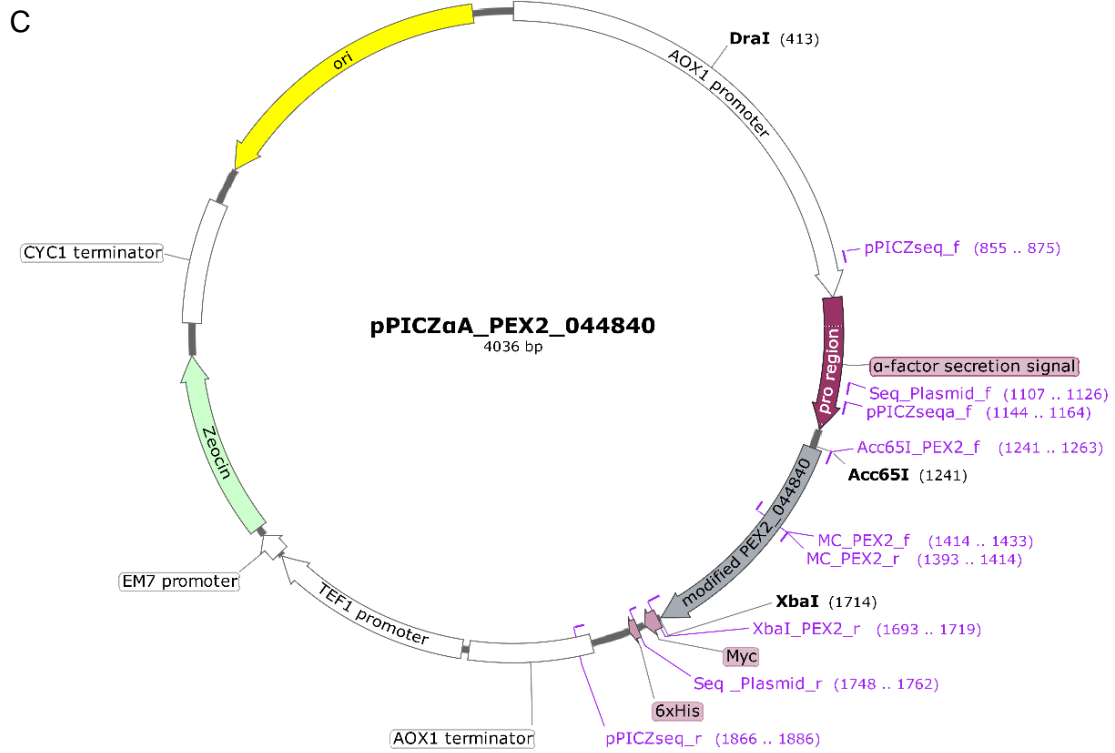 C
DraI (413)
ori
AOX1 promoter
CYC1 terminator
pPICZseq_f (855 .. 875)
pPICZαA_PEX2_044840
4036 bp
pro region
α-factor secretion signal
Seq_Plasmid_f (1107 .. 1126)
pPICZseqa_f (1144 .. 1164)
Acc65I_PEX2_f (1241 .. 1263)
Acc65I (1241)
Zeocin
modified PEX2_044840
MC_PEX2_f (1414 .. 1433)
MC_PEX2_r (1393 .. 1414)
EM7 promoter
TEF1 promoter
XbaI (1714)
XbaI_PEX2_r (1693 .. 1719)
Myc
Seq _Plasmid_r (1748 .. 1762)
6xHis
AOX1 terminator
pPICZseq_r (1866 .. 1886)